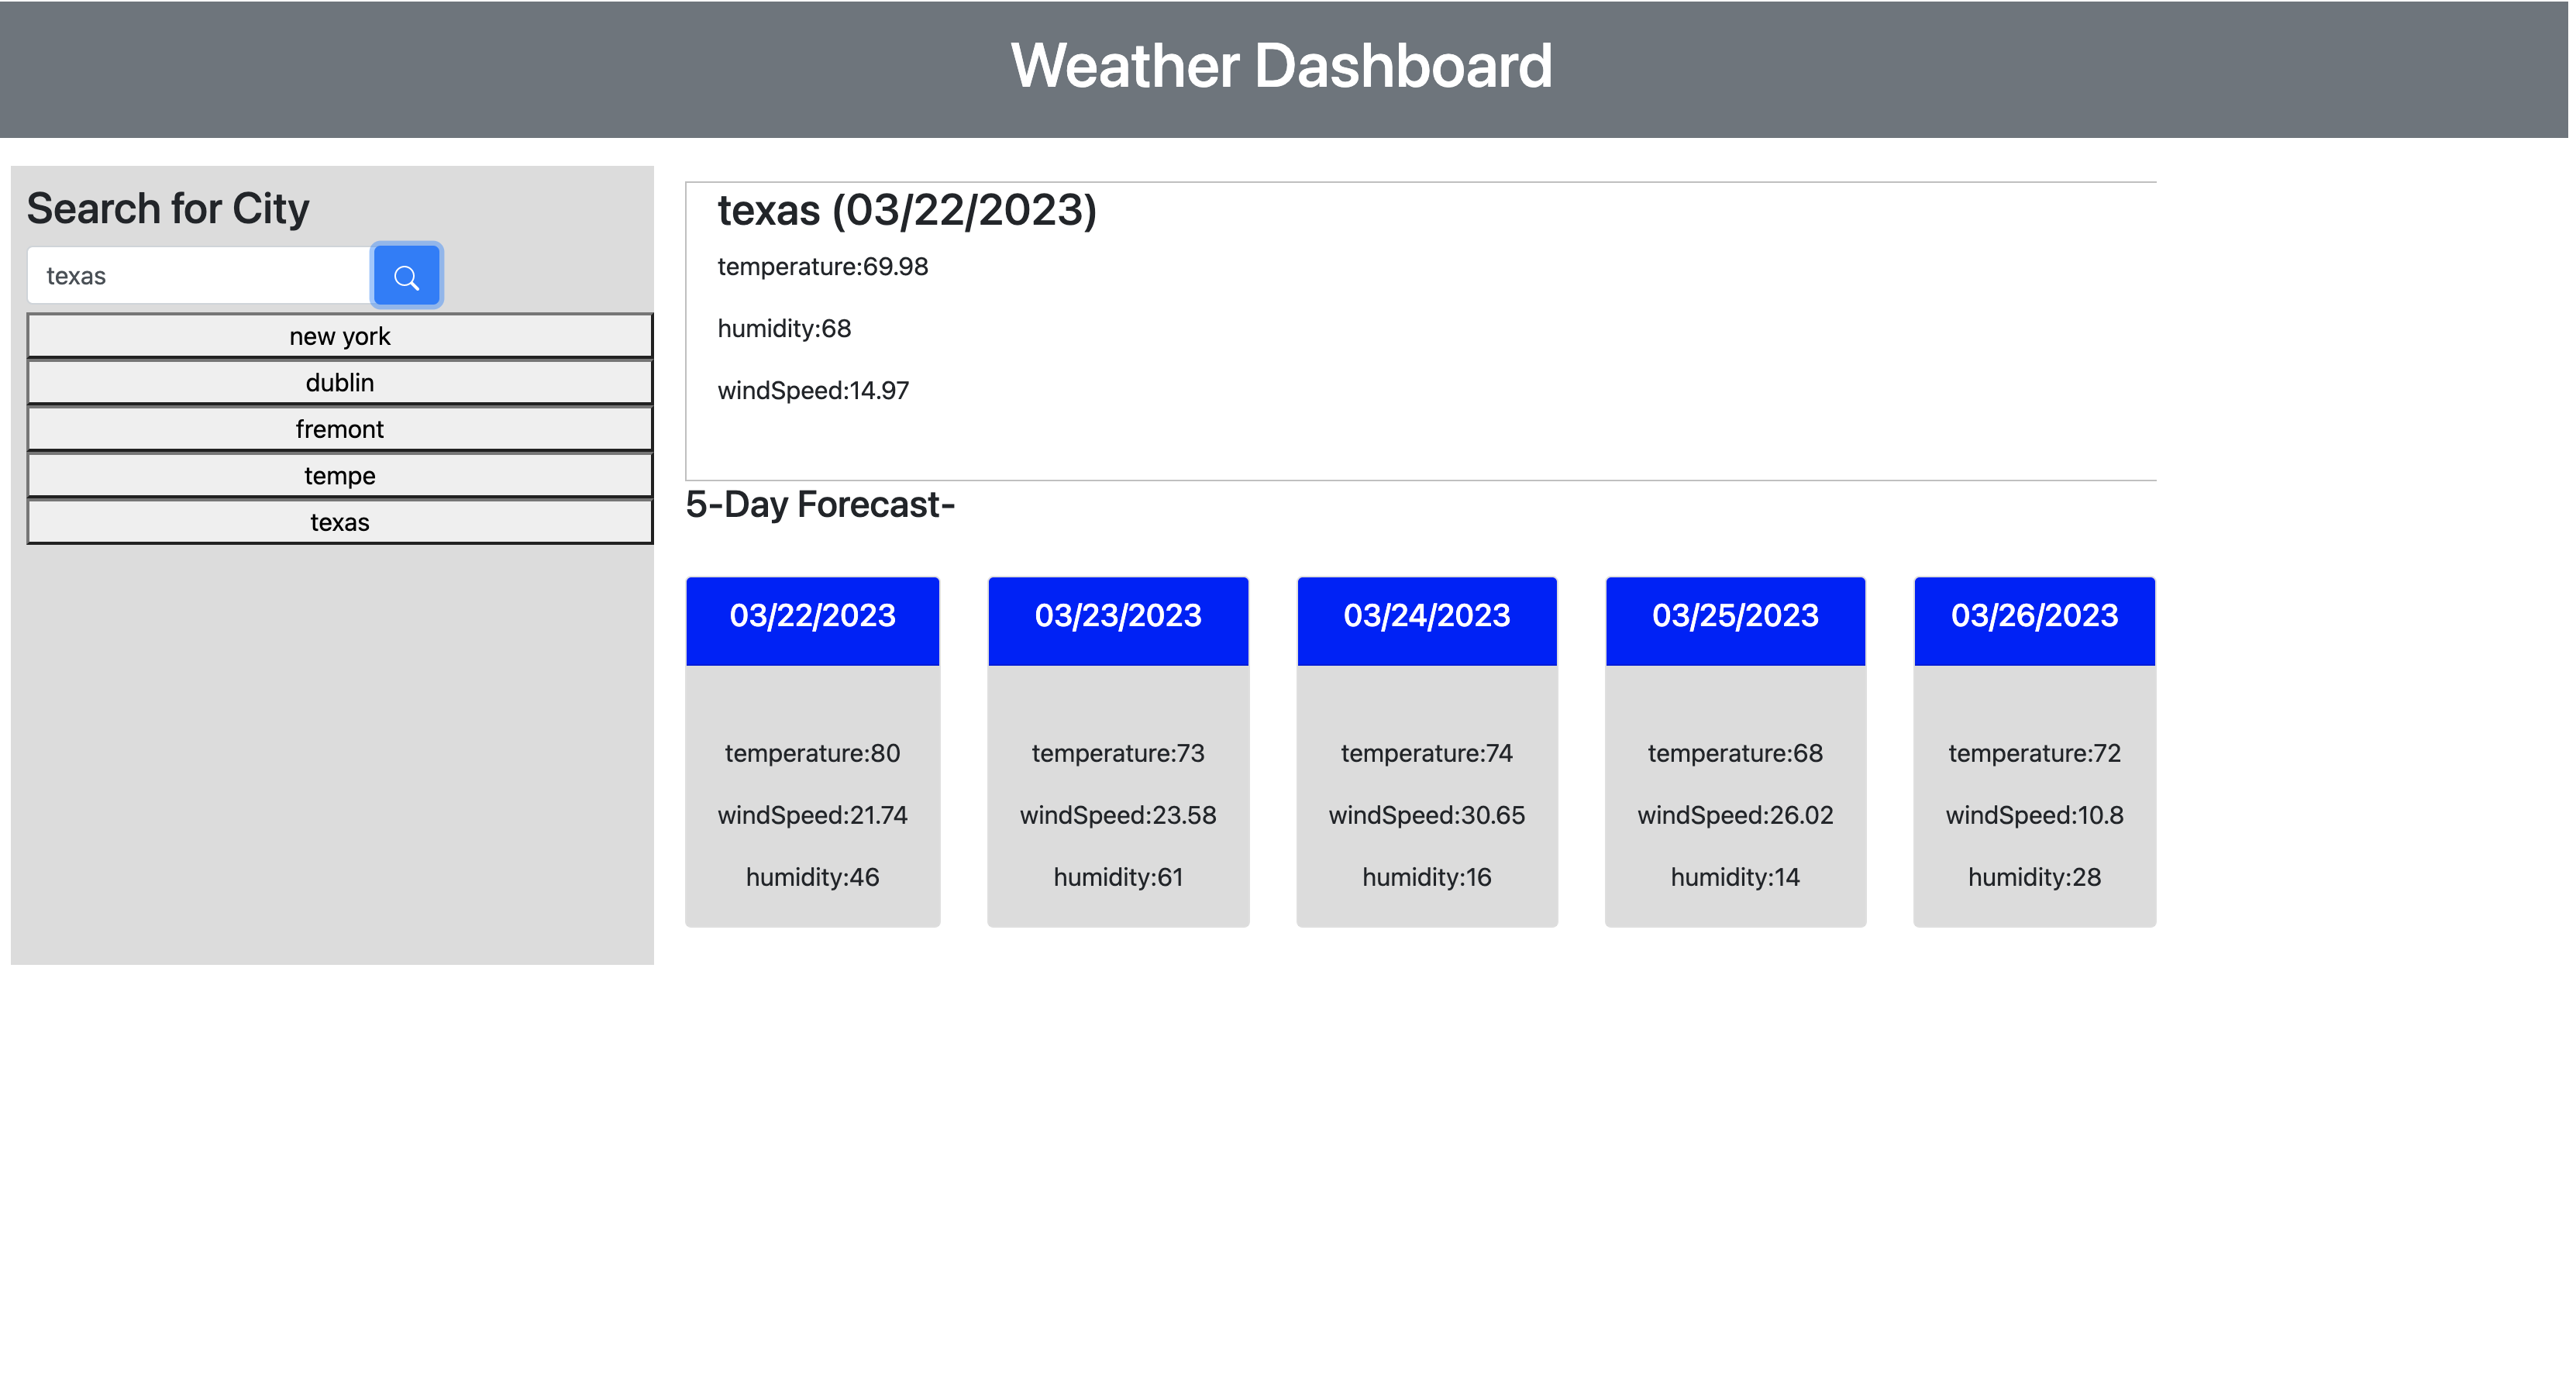 Weather Dashboard
Search for City
texas
new york
dublin
fremont
tempe
texas
texas (03/22/2023)
temperature:69.98
humidity:68
windSpeed:14.97
5-Day Forecast-
03/22/2023
temperature:80
windSpeed:21.74
humidity:46
03/23/2023
temperature:73
windSpeed:23.58
humidity:61
03/24/2023
temperature:74
windSpeed:30.65
humidity:16
03/25/2023
temperature:68
windSpeed:26.02
humidity:14
03/26/2023
temperature:72
windSpeed:10.8
humidity:28